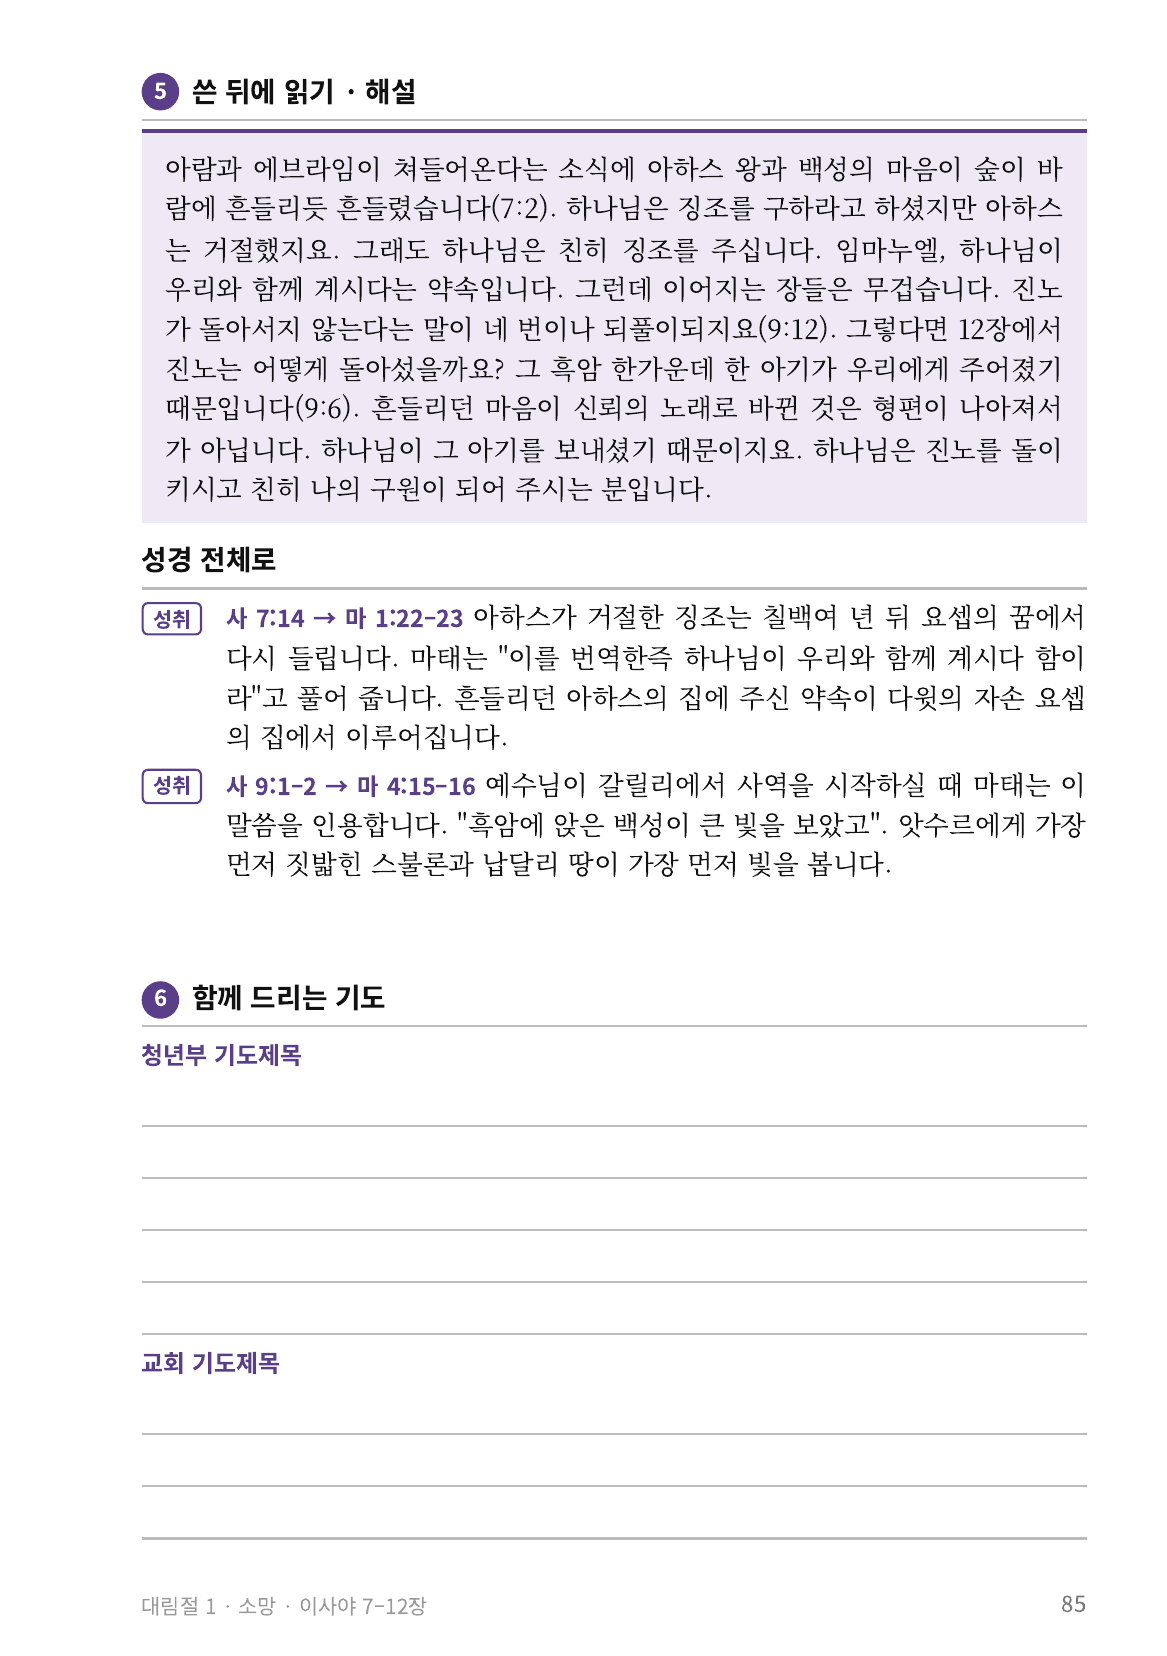 5 쓴 뒤에 읽기 · 해설
아람과 에브라임이 쳐들어온다는 소식에 아하스 왕과 백성의 마음이 숲이 바
람에 흔들리듯 흔들렸습니다(7:2). 하나님은 징조를 구하라고 하셨지만 아하스
는 거절했지요. 그래도 하나님은 친히 징조를 주십니다. 임마누엘, 하나님이
우리와 함께 계시다는 약속입니다. 그런데 이어지는 장들은 무겁습니다. 진노
가 돌아서지 않는다는 말이 네 번이나 되풀이되지요(9:12). 그렇다면 12장에서
진노는 어떻게 돌아섰을까요? 그 흑암 한가운데 한 아기가 우리에게 주어졌기
때문입니다(9:6). 흔들리던 마음이 신뢰의 노래로 바뀐 것은 형편이 나아져서
가 아닙니다. 하나님이 그 아기를 보내셨기 때문이지요. 하나님은 진노를 돌이
키시고 친히 나의 구원이 되어 주시는 분입니다.
성경 전체로
성취 사 7:14 → 마 1:22–23 아하스가 거절한 징조는 칠백여 년 뒤 요셉의 꿈에서
다시 들립니다. 마태는 "이를 번역한즉 하나님이 우리와 함께 계시다 함이
라"고 풀어 줍니다. 흔들리던 아하스의 집에 주신 약속이 다윗의 자손 요셉
의 집에서 이루어집니다.
성취 사 9:1–2 → 마 4:15–16 예수님이 갈릴리에서 사역을 시작하실 때 마태는 이
말씀을 인용합니다. "흑암에 앉은 백성이 큰 빛을 보았고". 앗수르에게 가장
먼저 짓밟힌 스불론과 납달리 땅이 가장 먼저 빛을 봅니다.
6 함께 드리는 기도
청년부 기도제목
교회 기도제목
대림절 1 · 소망 · 이사야 7–12장
85